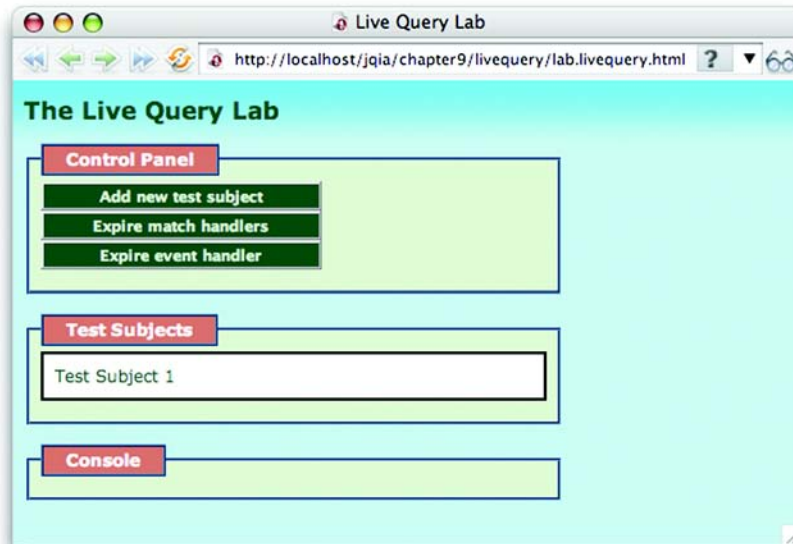 Live Query Lab
http://localhost/jqia/chapter9/livequery/lab.livequery.html ?
The Live Query Lab
Control Panel
Add new test subject
Expire match handlers
Expire event handler
Test Subjects
Test Subject 1
Console